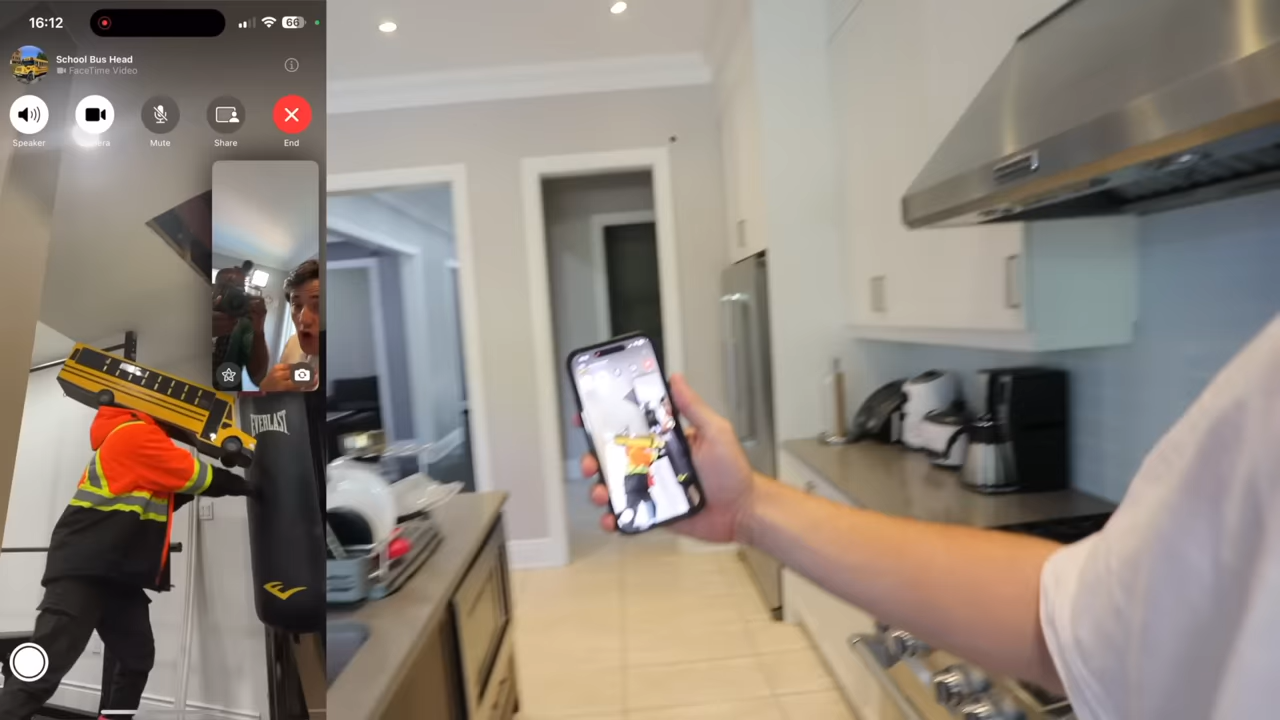 16:12
66
School Bus Head
FaceTime Video
Speaker
Mute
Share
End
EVERLAST